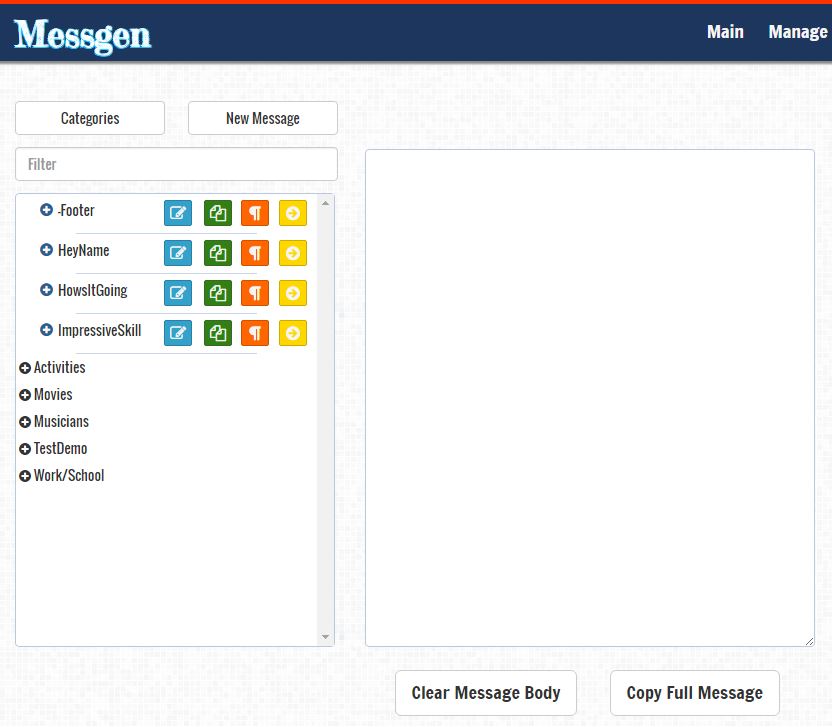 Messgen
Main Manage
Categories New Message
Filter
-Footer
HeyName
HowsItGoing
ImpressiveSkill
Activities
Movies
Musicians
TestDemo
Work/School
Clear Message Body Copy Full Message